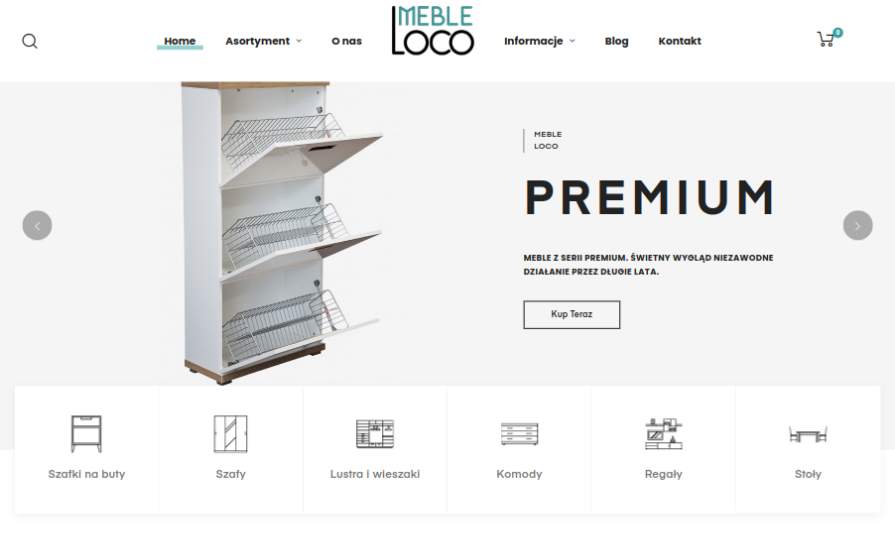 Home
Asortyment
O nas
MEBLE
LOCO
Informacje
Blog
Kontakt
0
MEBLE
LOCO
PREMIUM
MEBLE Z SERII PREMIUM. ŚWIETNY WYGLĄD NIEZAWODNE
DZIAŁANIE PRZEZ DŁUGIE LATA.
Kup Teraz
Szafki na buty
Szafy
Lustra i wieszaki
Komody
Regały
Stoły